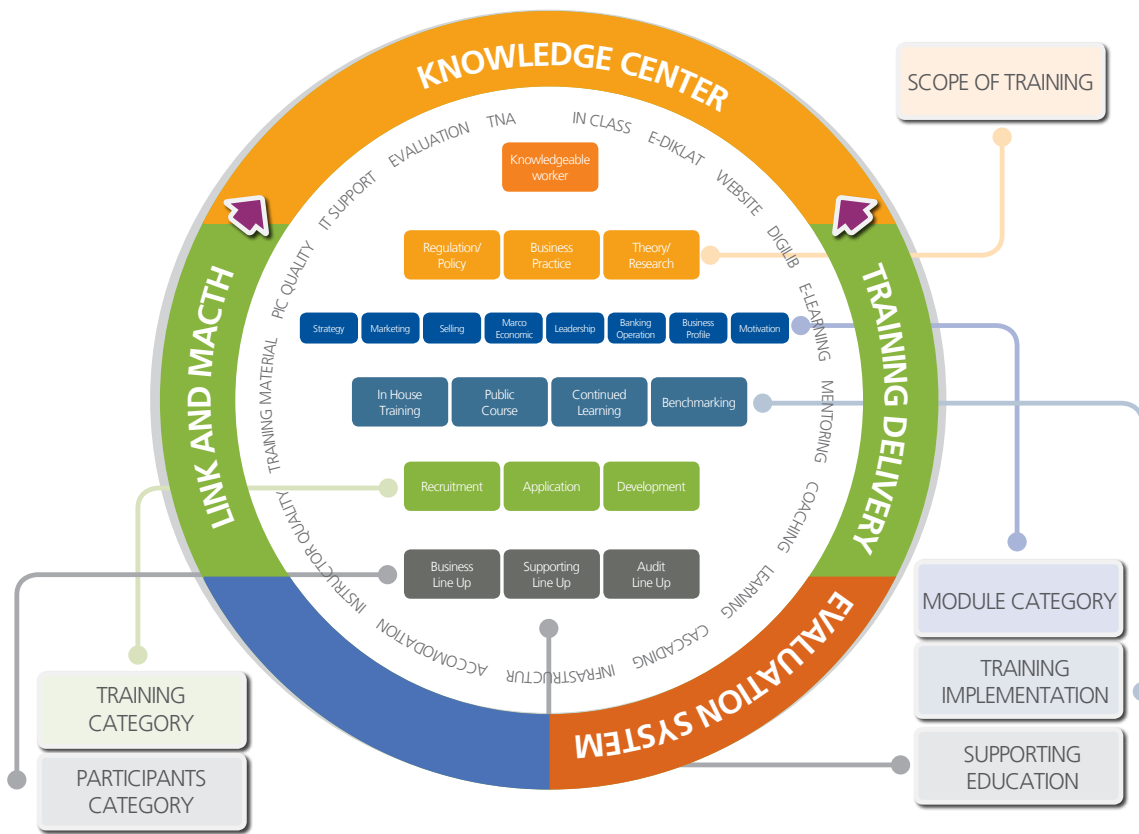 KNOWLEDGE CENTER
SCOPE OF TRAINING
TNA
IN CLASS
EVALUATION
E-DIKLAT
IT SUPPORT
WEBSITE
PIC QUALITY
DIGILIB
TRAINING MATERIAL
E-LEARNING
INSTRUCTOR QUALITY
MENTORING
ACCOMODATION
COACHING
INFRASTRUCTUR
LEARNING
CASCADING
Knowledgeable
worker
Regulation/
Policy
Business
Practice
Theory/
Research
Strategy
Marketing
Selling
Marco
Economic
Leadership
Banking
Operation
Business
Profile
Motivation
In House
Training
Public
Course
Continued
Learning
Benchmarking
Recruitment
Application
Development
Business
Line Up
Supporting
Line Up
Audit
Line Up
LINK AND MACTH
TRAINING DELIVERY
EVALUATION SYSTEM
TRAINING
CATEGORY
PARTICIPANTS
CATEGORY
MODULE CATEGORY
TRAINING
IMPLEMENTATION
SUPPORTING
EDUCATION